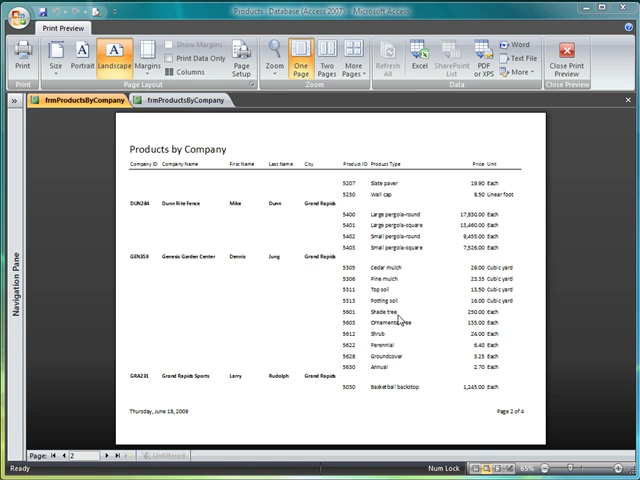 Products : Database (Access 2007) - Microsoft Access
Print Preview
Print
Size
Portrait
Landscape
Margins
Show Margins
Print Data Only
Columns
Page Setup
Zoom
One Page
Two Pages
More Pages
Refresh All
Excel
SharePoint List
PDF or XPS
Word
Text File
More
Close Print Preview
Print
Page Layout
Zoom
Data
Close Preview
frmProductsByCompany
frmProductsByCompany
Navigation Pane
Products by Company
Company ID Company Name First Name Last Name City Product ID Product Type Price Unit
5207 Slate paver 19.90 Each
5230 Wall cap 8.50 Linear foot
DUN264 Dunn Rite Fence Mike Dunn Grand Rapids
5400 Large pergola-round 17,830.00 Each
5401 Large pergola-square 13,460.00 Each
5402 Small pergola-round 9,455.00 Each
5403 Small pergola-square 7,526.00 Each
GEN359 Genesis Garden Center Dennis Jung Grand Rapids
5305 Cedar mulch 29.00 Cubic yard
5306 Pine mulch 23.35 Cubic yard
5311 Top soil 13.50 Cubic yard
5313 Potting soil 16.00 Cubic yard
5601 Shade tree 250.00 Each
5603 Ornamental tree 135.00 Each
5612 Shrub 24.00 Each
5622 Perennial 6.40 Each
5628 Groundcover 3.25 Each
5630 Annual 2.70 Each
GRA231 Grand Rapids Sports Larry Rudolph Grand Rapids
5030 Basketball backstop 1,245.00 Each
Thursday, June 18, 2009 Page 2 of 4
Page: 2 Unfiltered
Ready Num Lock 65%